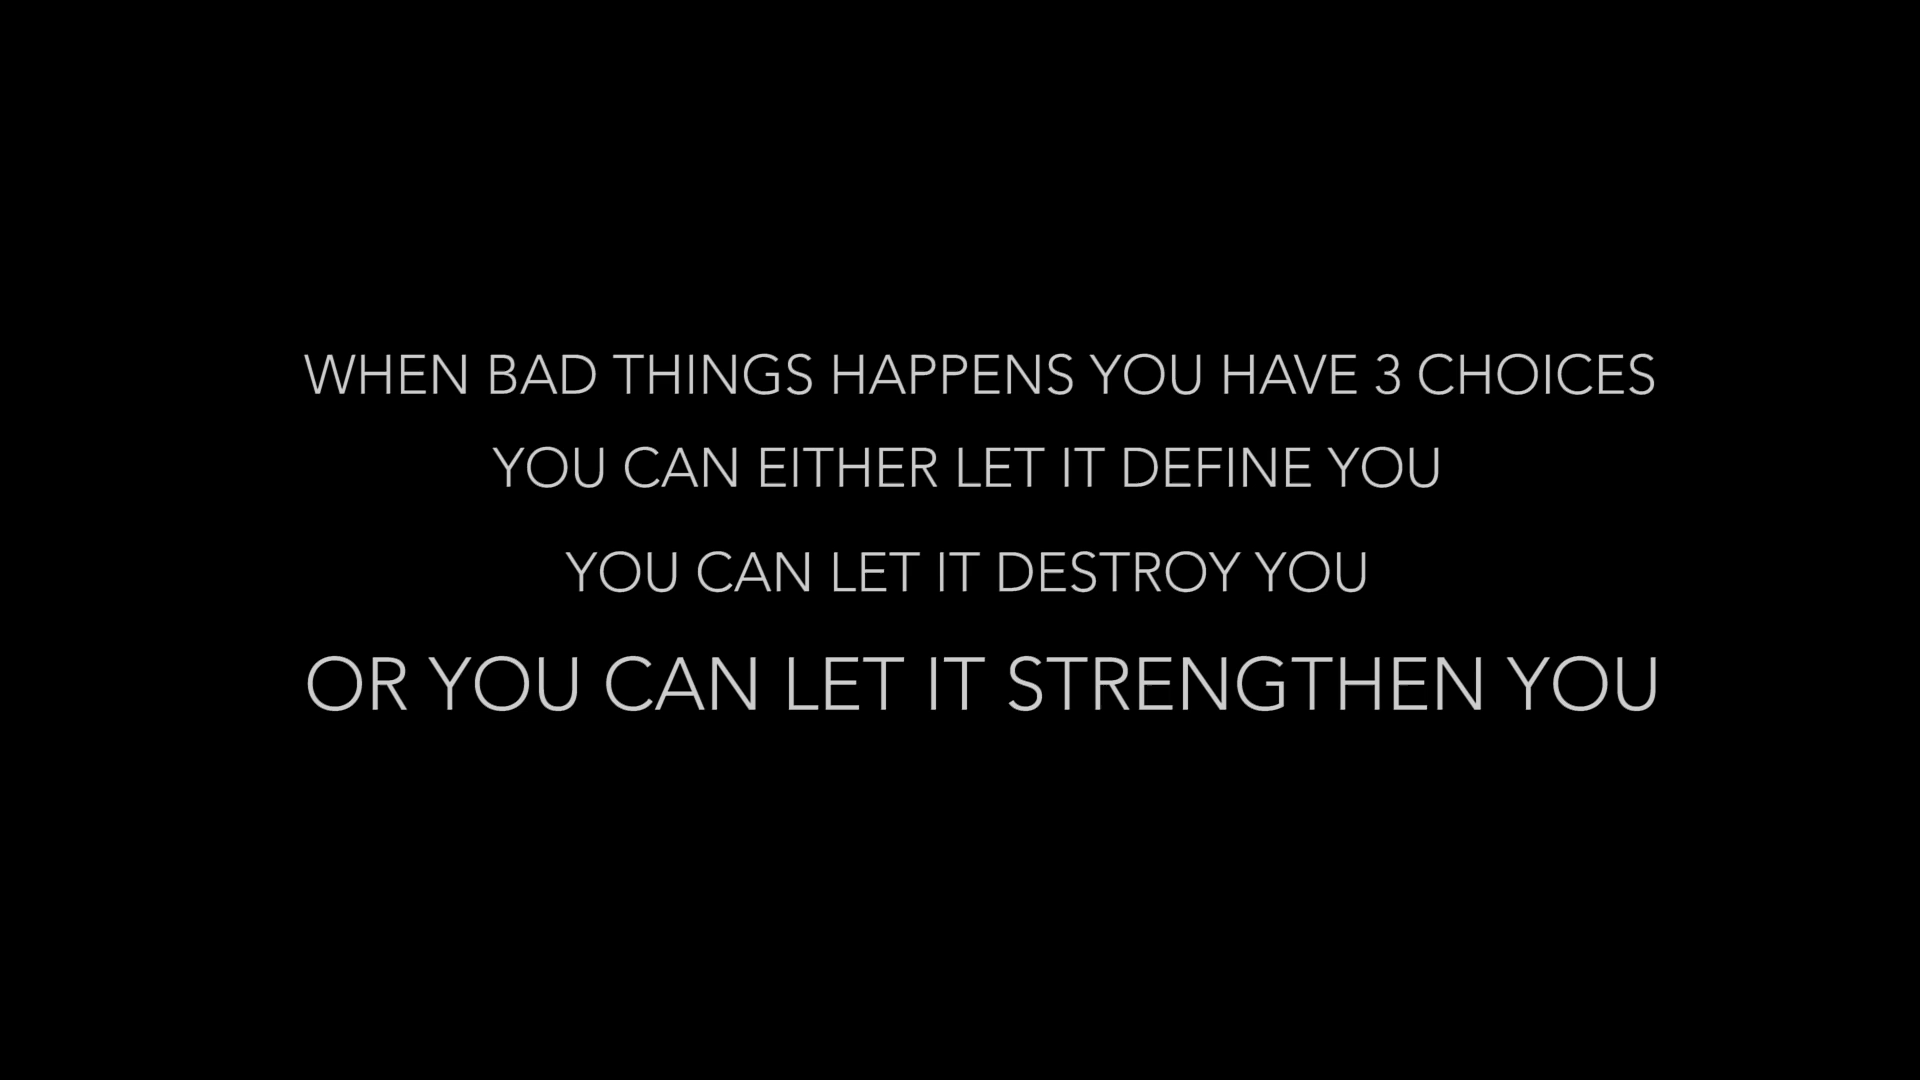 WHEN BAD THINGS HAPPENS YOU HAVE 3 CHOICES
YOU CAN EITHER LET IT DEFINE YOU
YOU CAN LET IT DESTROY YOU
OR YOU CAN LET IT STRENGTHEN YOU